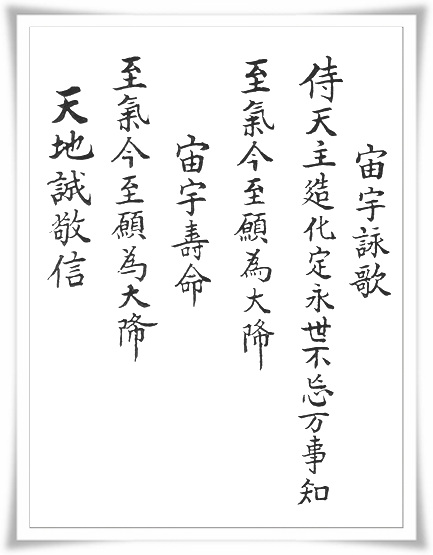 宙宇詠歌
侍天主造化定永世不忘万事知
至氣今至願為大降
宙宇壽命
至氣今至願為大降
天地誠敬信